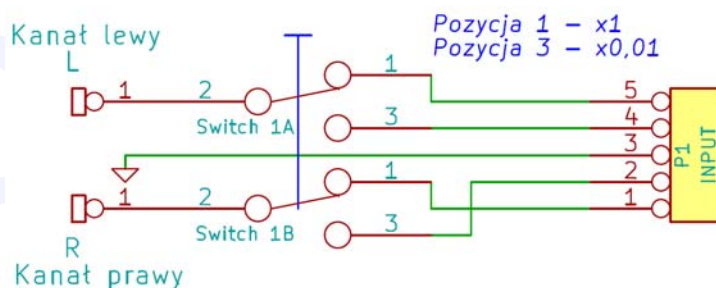 Pozycja 1 – x1
Pozycja 3 – x0,01
Kanał lewy
L
1 2
Switch 1A
1
3
5
4
3
2
1
P1
INPUT
1 2
Switch 1B
1
3
R
Kanał prawy